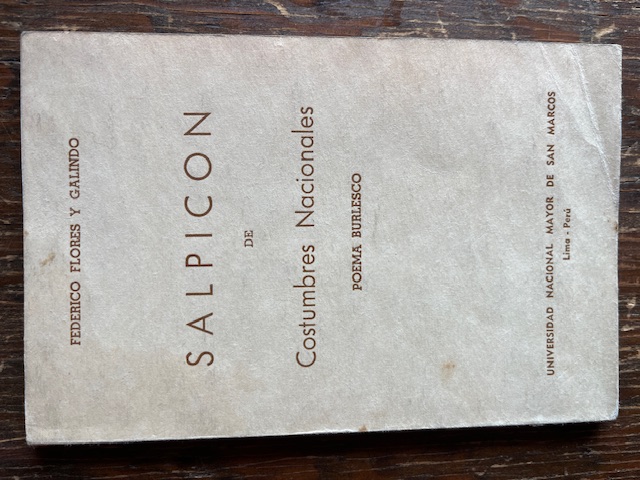 FEDERICO FLORES Y GALINDO
SALPICON
DE
Costumbres Nacionales
POEMA BURLESCO
UNIVERSIDAD NACIONAL MAYOR DE SAN MARCOS
Lima - Perú